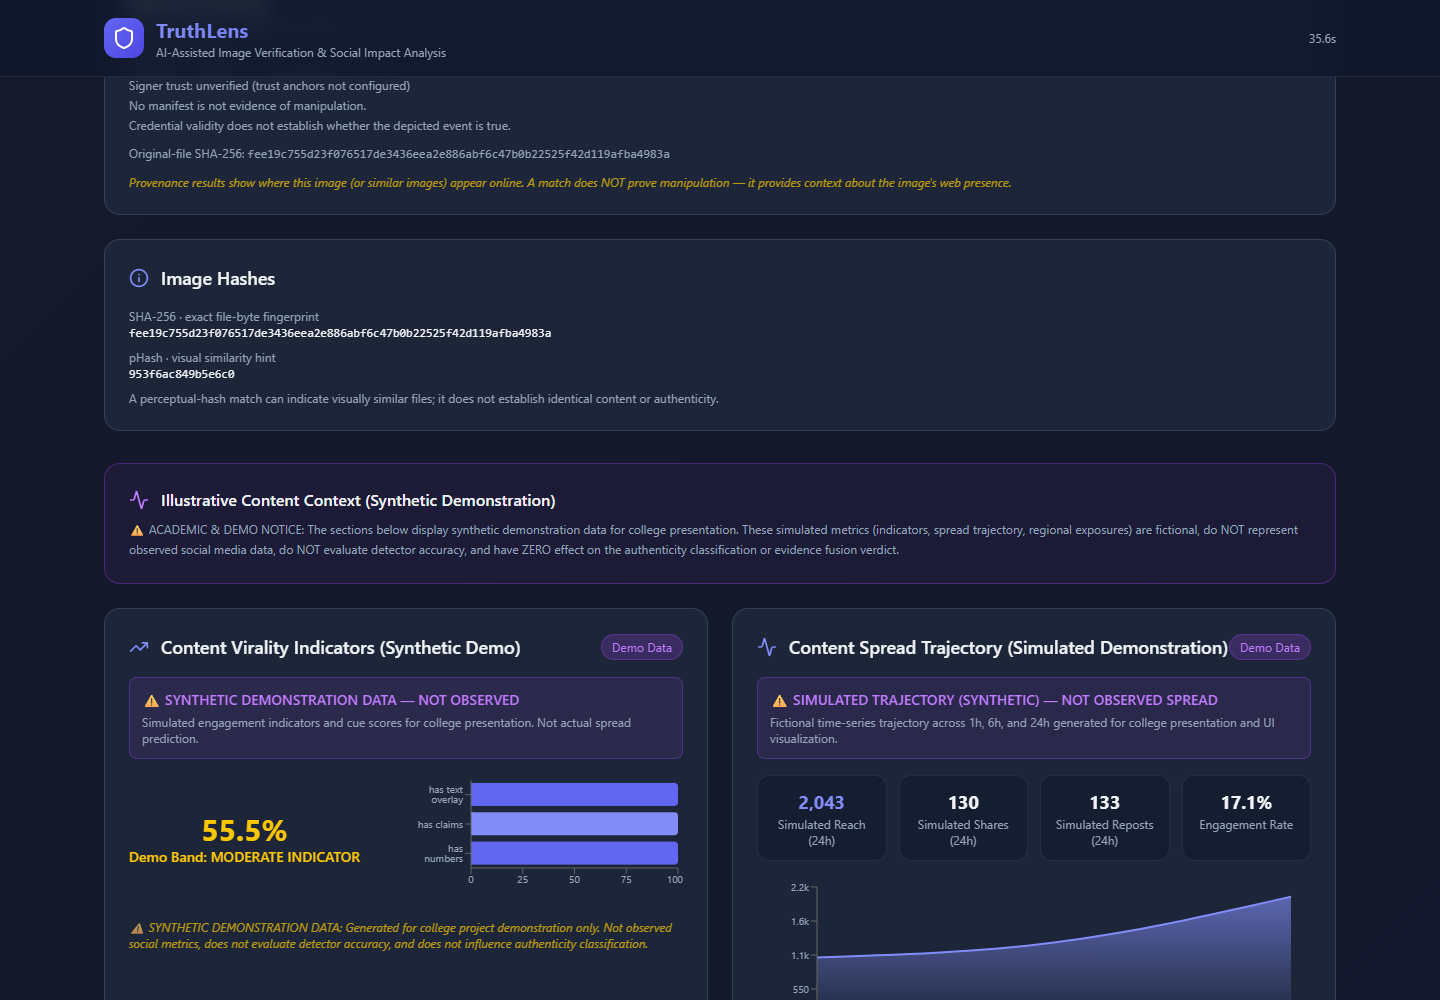 TruthLens
AI-Assisted Image Verification & Social Impact Analysis
35.6s
Signer trust: unverified (trust anchors not configured)
No manifest is not evidence of manipulation.
Credential validity does not establish whether the depicted event is true.
Original-file SHA-256: fee19c755d23f076517de3436eea2e886abf6c47b0b22525f42d119afba4983a
Provenance results show where this image (or similar images) appear online. A match does NOT prove manipulation — it provides context about the image's web presence.
Image Hashes
SHA-256 · exact file-byte fingerprint
fee19c755d23f076517de3436eea2e886abf6c47b0b22525f42d119afba4983a
pHash · visual similarity hint
953f6ac849b5e6c0
A perceptual-hash match can indicate visually similar files; it does not establish identical content or authenticity.
Illustrative Content Context (Synthetic Demonstration)
⚠️ ACADEMIC & DEMO NOTICE: The sections below display synthetic demonstration data for college presentation. These simulated metrics (indicators, spread trajectory, regional exposures) are fictional, do NOT represent
observed social media data, do NOT evaluate detector accuracy, and have ZERO effect on the authenticity classification or evidence fusion verdict.
Content Virality Indicators (Synthetic Demo)
Demo Data
⚠️ SYNTHETIC DEMONSTRATION DATA — NOT OBSERVED
Simulated engagement indicators and cue scores for college presentation. Not actual spread
prediction.
55.5%
Demo Band: MODERATE INDICATOR
has text
overlay
has claims
has
numbers
0 25 50 75 100
⚠️ SYNTHETIC DEMONSTRATION DATA: Generated for college project demonstration only. Not observed
social metrics, does not evaluate detector accuracy, and does not influence authenticity classification.
Content Spread Trajectory (Simulated Demonstration)
Demo Data
⚠️ SIMULATED TRAJECTORY (SYNTHETIC) — NOT OBSERVED SPREAD
Fictional time-series trajectory across 1h, 6h, and 24h generated for college presentation and UI
visualization.
2,043
Simulated Reach
(24h)
130
Simulated Shares
(24h)
133
Simulated Reposts
(24h)
17.1%
Engagement Rate
2.2k
1.6k
1.1k
550